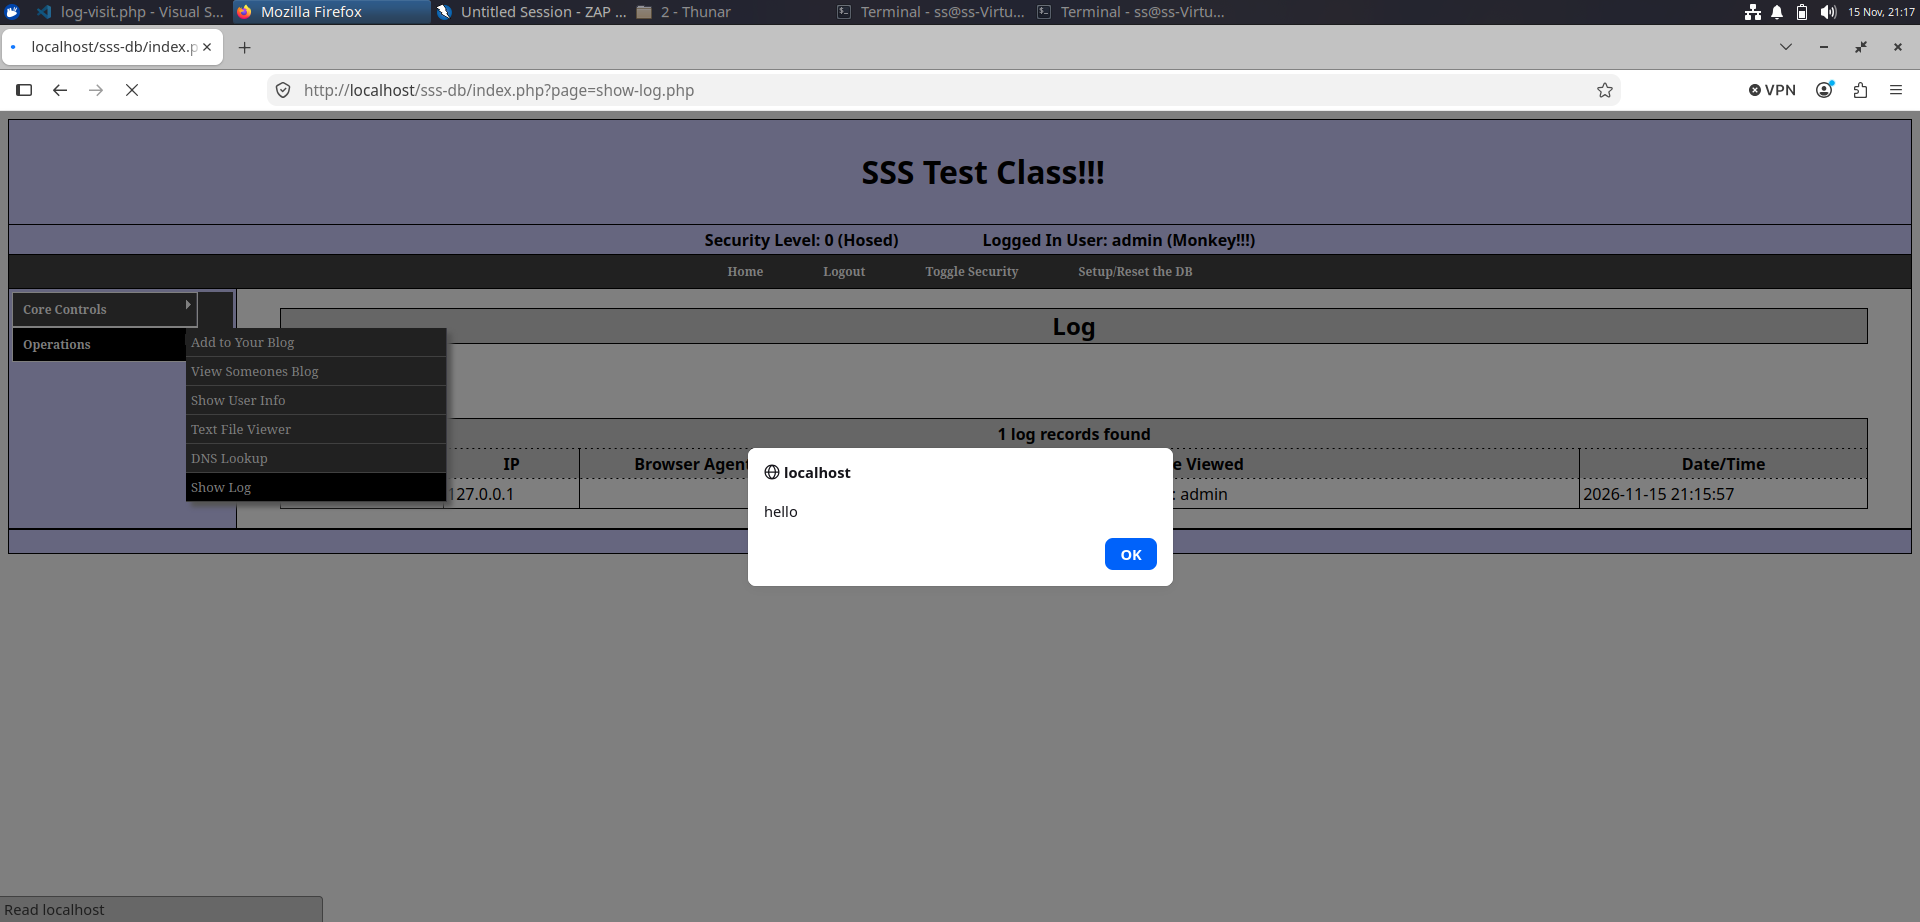 log-visit.php - Visual S...
Mozilla Firefox
Untitled Session - ZAP ...
2 - Thunar
Terminal - ss@ss-Virtu...
Terminal - ss@ss-Virtu...
15 Nov, 21:17
localhost/sss-db/index.p
http://localhost/sss-db/index.php?page=show-log.php
VPN
SSS Test Class!!!
Security Level: 0 (Hosed) Logged In User: admin (Monkey!!!)
Home Logout Toggle Security Setup/Reset the DB
Core Controls
Operations
Add to Your Blog
View Someones Blog
Show User Info
Text File Viewer
DNS Lookup
Show Log
Log
1 log records found
IP Browser Agent e Viewed Date/Time
127.0.0.1 : admin 2026-11-15 21:15:57
localhost
hello
OK
Read localhost